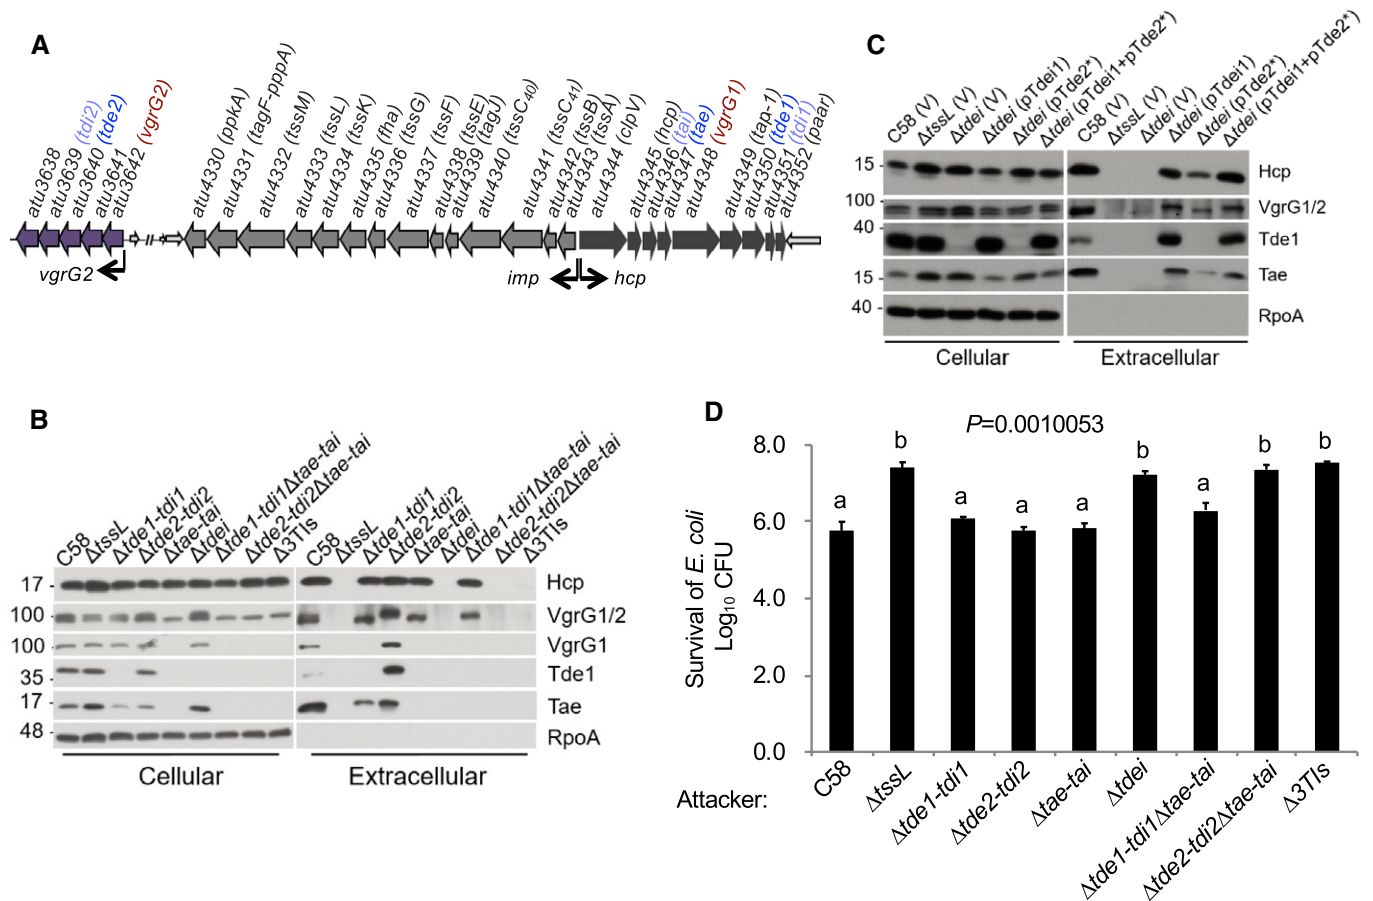 A
atu3638
atu3639 (tdi2)
atu3640 (tde2)
atu3641
atu3642 (vgrG2)
atu4330 (ppkA)
atu4331 (tagF-pppA)
atu4332 (tssM)
atu4333 (tssL)
atu4334 (tssK)
atu4335 (fha)
atu4336 (tssG)
atu4337 (tssF)
atu4338 (tssE)
atu4339 (tagJ)
atu4340 (tssC40)
atu4341 (tssC41)
atu4342 (tssB)
atu4343 (tssA)
atu4344 (clpV)
atu4345 (hcp)
atu4346 (tai)
atu4347 (tae)
atu4348 (vgrG1)
atu4349 (tap-1)
atu4350 (tde1)
atu4351 (tdi1)
atu4352 (paar)
vgrG2
imp
hcp
B
C58
ΔtssL
Δtde1-tdi1
Δtde2-tdi2
Δtae-tai
Δtdei
Δtde1-tdi1Δtae-tai
Δtde2-tdi2Δtae-tai
Δ3TIs
C58
ΔtssL
Δtde1-tdi1
Δtde2-tdi2
Δtae-tai
Δtdei
Δtde1-tdi1Δtae-tai
Δtde2-tdi2Δtae-tai
Δ3TIs
17
Hcp
100
VgrG1/2
100
VgrG1
35
Tde1
17
Tae
48
RpoA
Cellular
Extracellular
C
C58 (V)
ΔtssL (V)
Δtdei (V)
Δtdei (pTdei1)
Δtdei (pTde2*)
Δtdei (pTdei1+pTde2*)
C58 (V)
ΔtssL (V)
Δtdei (V)
Δtdei (pTdei1)
Δtdei (pTde2*)
Δtdei (pTdei1+pTde2*)
15
Hcp
100
VgrG1/2
40
Tde1
15
Tae
40
RpoA
Cellular
Extracellular
D
P=0.0010053
Survival of E. coli
Log10 CFU
8.0
6.0
4.0
2.0
0.0
a
b
a
a
a
b
a
b
b
Attacker:
C58
ΔtssL
Δtde1-tdi1
Δtde2-tdi2
Δtae-tai
Δtdei
Δtde1-tdi1Δtae-tai
Δtde2-tdi2Δtae-tai
Δ3TIs